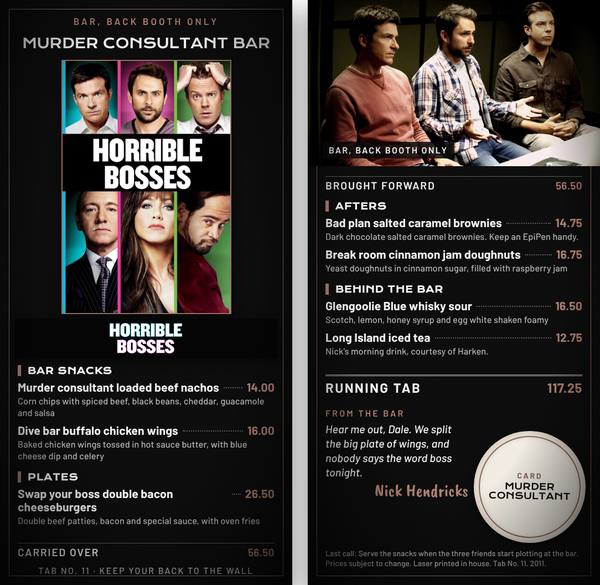 BAR, BACK BOOTH ONLY
MURDER CONSULTANT BAR
HORRIBLE
BOSSES
HORRIBLE
BOSSES
BAR SNACKS
Murder consultant loaded beef nachos 14.00
Corn chips with spiced beef, black beans, cheddar, guacamole
and salsa
Dive bar buffalo chicken wings 16.00
Baked chicken wings tossed in hot sauce butter, with blue
cheese dip and celery
PLATES
Swap your boss double bacon
cheeseburgers 26.50
Double beef patties, bacon and special sauce, with oven fries
CARRIED OVER 56.50
TAB NO. 11 · KEEP YOUR BACK TO THE WALL
BAR, BACK BOOTH ONLY
BROUGHT FORWARD 56.50
AFTERS
Bad plan salted caramel brownies 14.75
Dark chocolate salted caramel brownies. Keep an EpiPen handy.
Break room cinnamon jam doughnuts 16.75
Yeast doughnuts in cinnamon sugar, filled with raspberry jam
BEHIND THE BAR
Glengoolie Blue whisky sour 16.50
Scotch, lemon, honey syrup and egg white shaken foamy
Long Island iced tea 12.75
Nick's morning drink, courtesy of Harken.
RUNNING TAB 117.25
FROM THE BAR
Hear me out, Dale. We split
the big plate of wings, and
nobody says the word boss
tonight.
Nick Hendricks
CARD
MURDER
CONSULTANT
Last call: Serve the snacks when the three friends start plotting at the bar.
Prices subject to change. Laser printed in house. Tab No. 11. 2011.